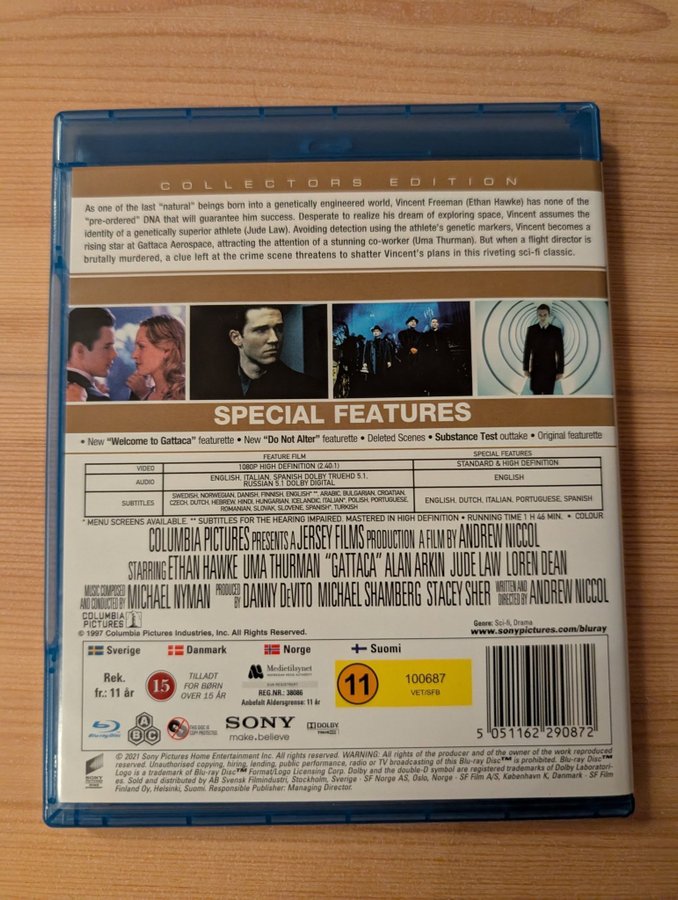 COLLECTORS EDITION
As one of the last "natural" beings born into a genetically engineered world, Vincent Freeman (Ethan Hawke) has none of the
"pre-ordered" DNA that will guarantee him success. Desperate to realize his dream of exploring space, Vincent assumes the
identity of a genetically superior athlete (Jude Law). Avoiding detection using the athlete's genetic markers, Vincent becomes a
rising star at Gattaca Aerospace, attracting the attention of a stunning co-worker (Uma Thurman). But when a flight director is
brutally murdered, a clue left at the crime scene threatens to shatter Vincent's plans in this riveting sci-fi classic.
SPECIAL FEATURES
• New "Welcome to Gattaca" featurette • New "Do Not Alter" featurette • Deleted Scenes • Substance Test outtake • Original featurette
FEATURE FILM SPECIAL FEATURES
VIDEO 1080P HIGH DEFINITION (2.40:1) STANDARD & HIGH DEFINITION
AUDIO ENGLISH, ITALIAN, SPANISH DOLBY TRUEHD 5.1, ENGLISH
RUSSIAN 5.1 DOLBY DIGITAL
SUBTITLES SWEDISH, NORWEGIAN, DANISH, FINNISH, ENGLISH* **, ARABIC, BULGARIAN, CROATIAN, ENGLISH, DUTCH, ITALIAN, PORTUGUESE, SPANISH
CZECH, DUTCH, HEBREW, HINDI, HUNGARIAN, ICELANDIC, ITALIAN*, POLISH, PORTUGUESE,
ROMANIAN, SLOVAK, SLOVENE, SPANISH*, TURKISH
* MENU SCREENS AVAILABLE. ** SUBTITLES FOR THE HEARING IMPAIRED. MASTERED IN HIGH DEFINITION • RUNNING TIME 1 H 46 MIN. • COLOUR
COLUMBIA PICTURES PRESENTS A JERSEY FILMS PRODUCTION A FILM BY ANDREW NICCOL
STARRING ETHAN HAWKE UMA THURMAN "GATTACA" ALAN ARKIN JUDE LAW LOREN DEAN
MUSIC COMPOSED AND CONDUCTED BY MICHAEL NYMAN PRODUCED BY DANNY DEVITO MICHAEL SHAMBERG STACEY SHER WRITTEN AND DIRECTED BY ANDREW NICCOL
COLUMBIA
PICTURES
© 1997 Columbia Pictures Industries, Inc. All Rights Reserved.
Genre: Sci-fi, Drama
www.sonypictures.com/bluray
Sverige Danmark Norge Suomi
Rek.
fr.: 11 år
15
TILLADT
FOR BØRN
OVER 15 ÅR
Medietilsynet
REG.NR. 38086
Anbefalt Aldersgrense: 11 år
11
100687
VET/SFB
5 051162 290872
Blu-ray Disc
A
B
C
THIS DISC IS
COPY PROTECTED
SONY
make.believe
DOLBY
TRUEHD
SONY
PICTURES
© 2021 Sony Pictures Home Entertainment Inc. All rights reserved. WARNING: All rights of the producer and of the owner of the work reproduced
reserved. Unauthorised copying, hiring, lending, public performance, radio or TV broadcasting of this Blu-ray Disc™ is prohibited. Blu-ray Disc™
Logo is a trademark of Blu-ray Disc™ Format/Logo Licensing Corp. Dolby and the double-D symbol are registered trademarks of Dolby Laboratori-
es. Sold and distributed by AB Svensk Filmindustri, Stockholm, Sverige · SF Norge AS, Oslo, Norge · SF Film A/S, København K, Danmark · SF Film
Finland Oy, Helsinki, Suomi. Responsible Publisher: Managing Director.